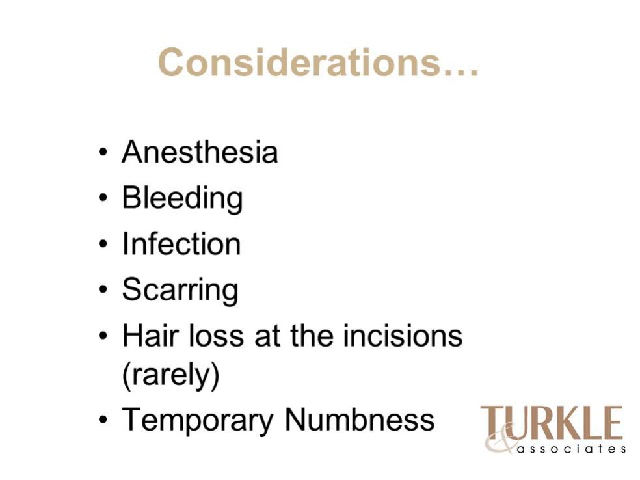 Considerations…
• Anesthesia
• Bleeding
• Infection
• Scarring
• Hair loss at the incisions
(rarely)
• Temporary Numbness
TURKLE
& associates